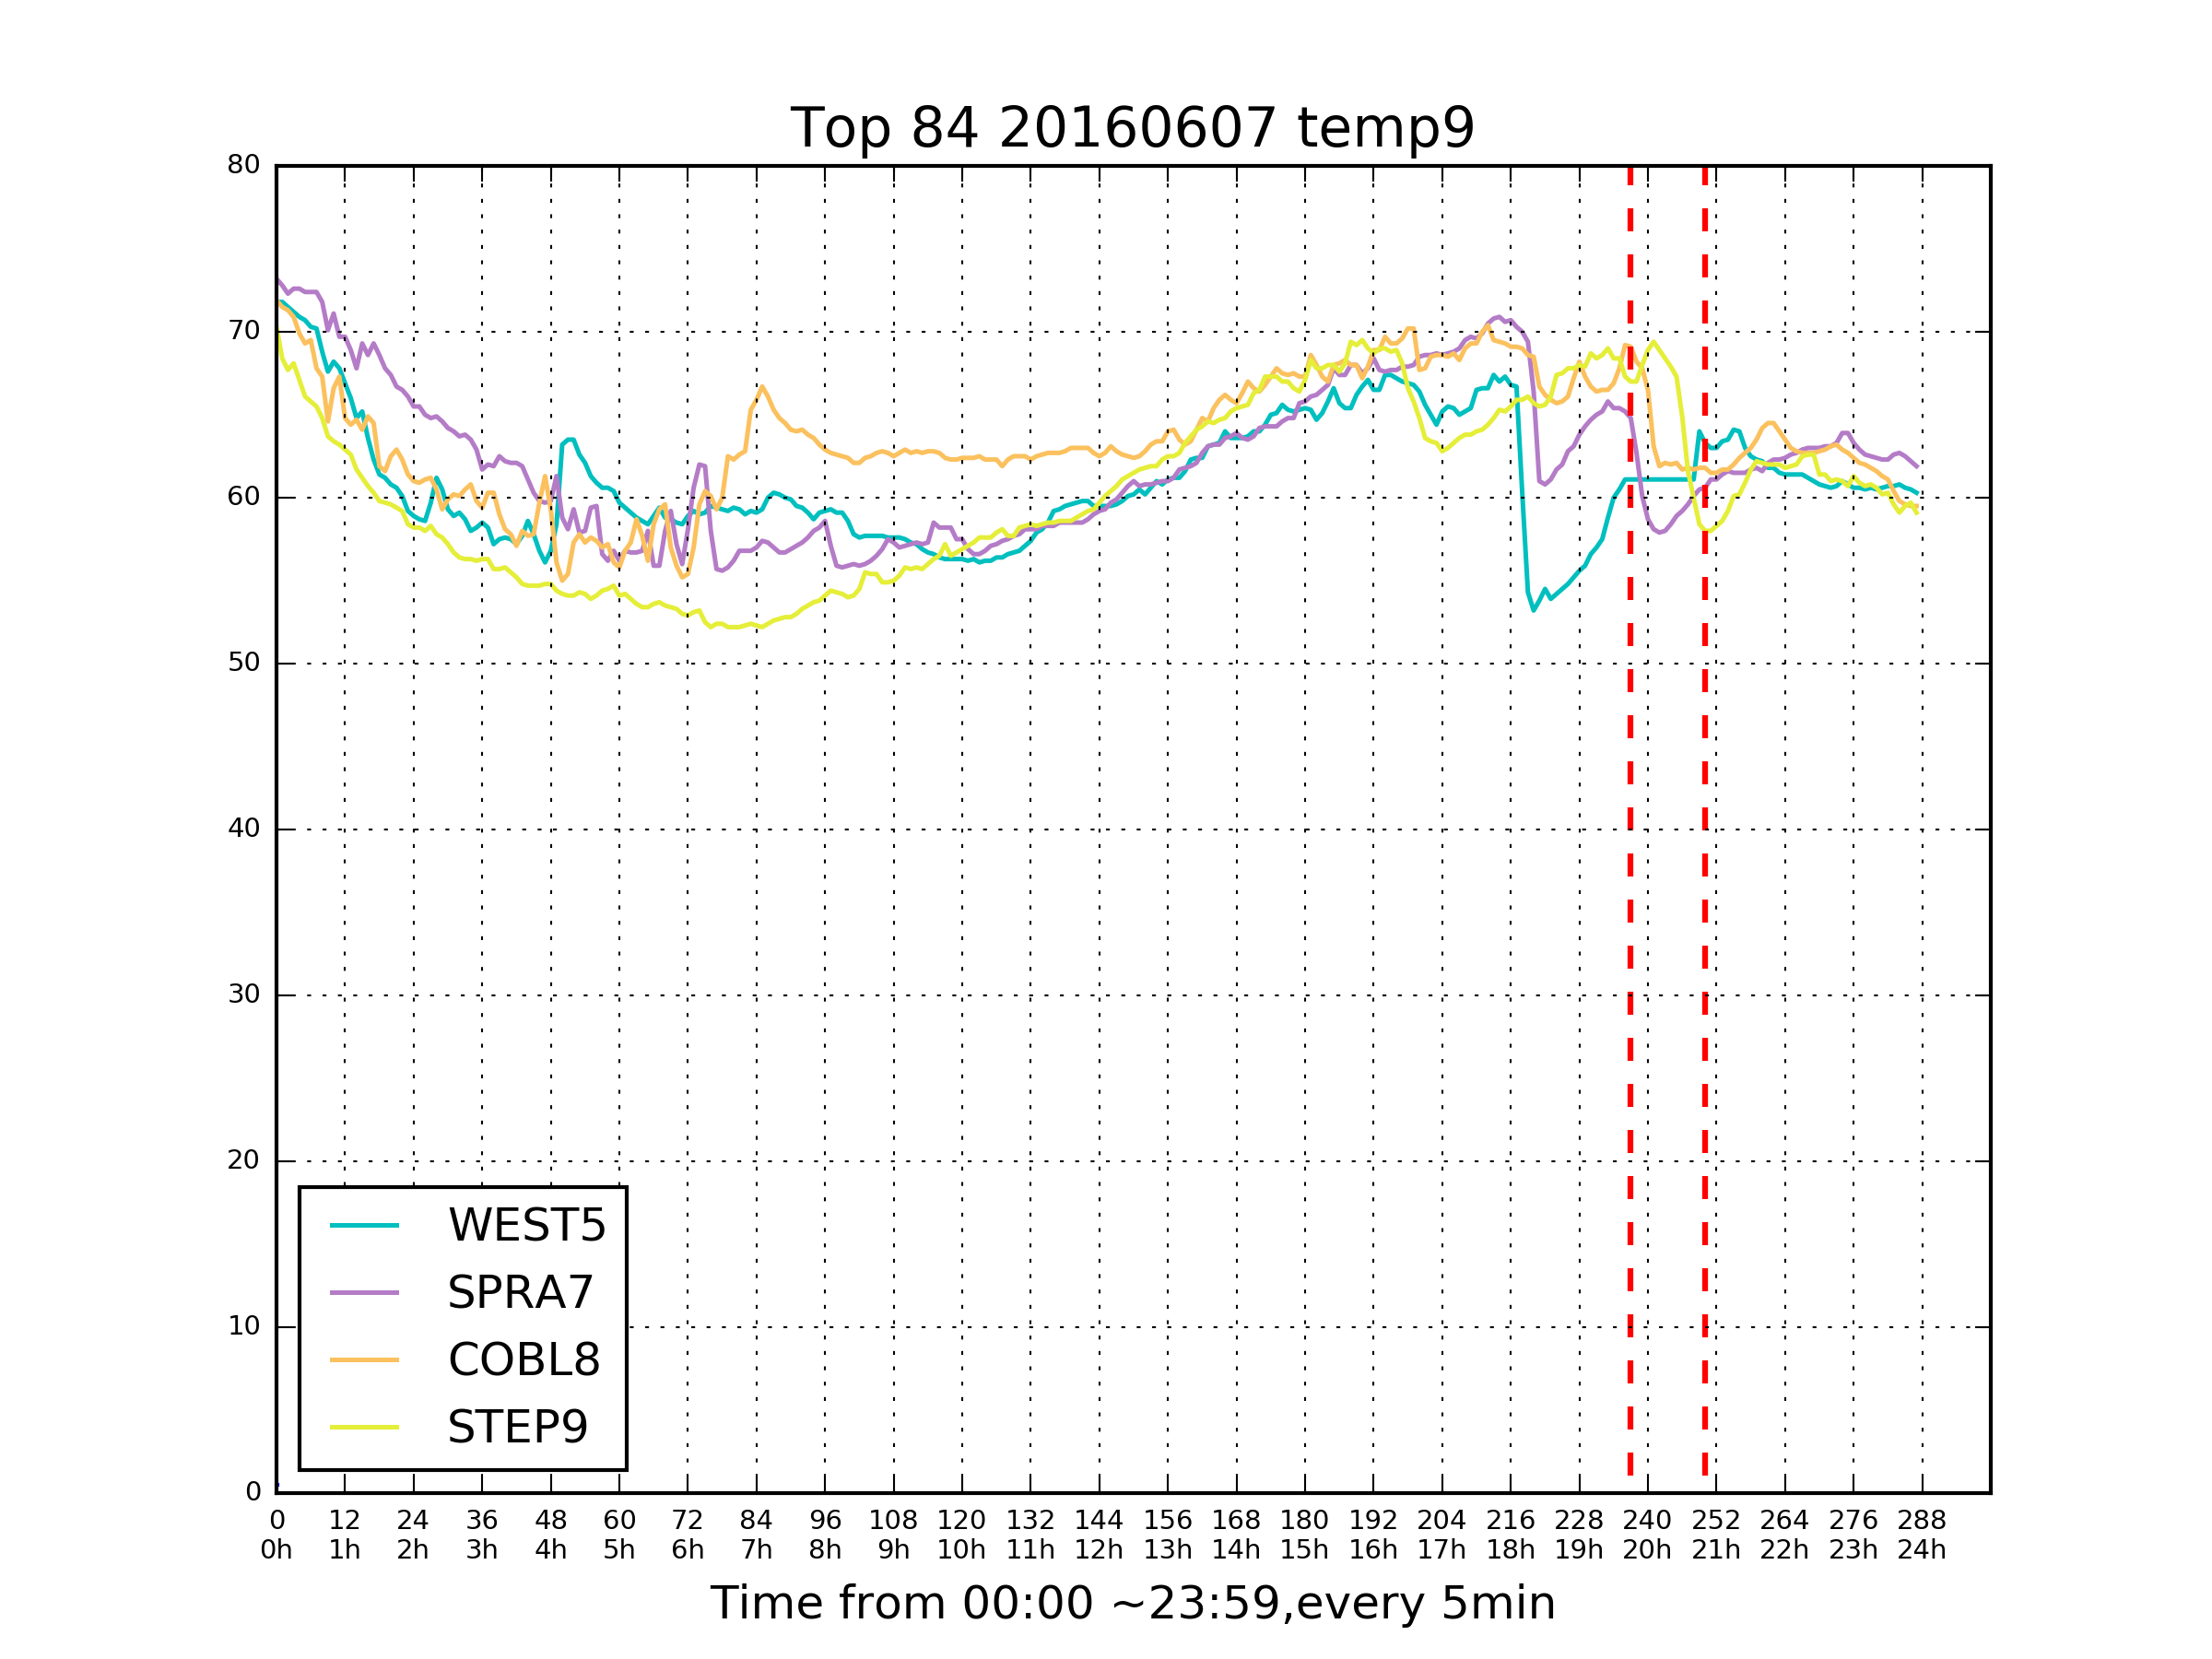 Top 84 20160607 temp9
80
70
60
50
40
30
20
10
0
WEST5
SPRA7
COBL8
STEP9
0 12 24 36 48 60 72 84 96 108 120 132 144 156 168 180 192 204 216 228 240 252 264 276 288
0h 1h 2h 3h 4h 5h 6h 7h 8h 9h 10h 11h 12h 13h 14h 15h 16h 17h 18h 19h 20h 21h 22h 23h 24h
Time from 00:00 ~23:59,every 5min